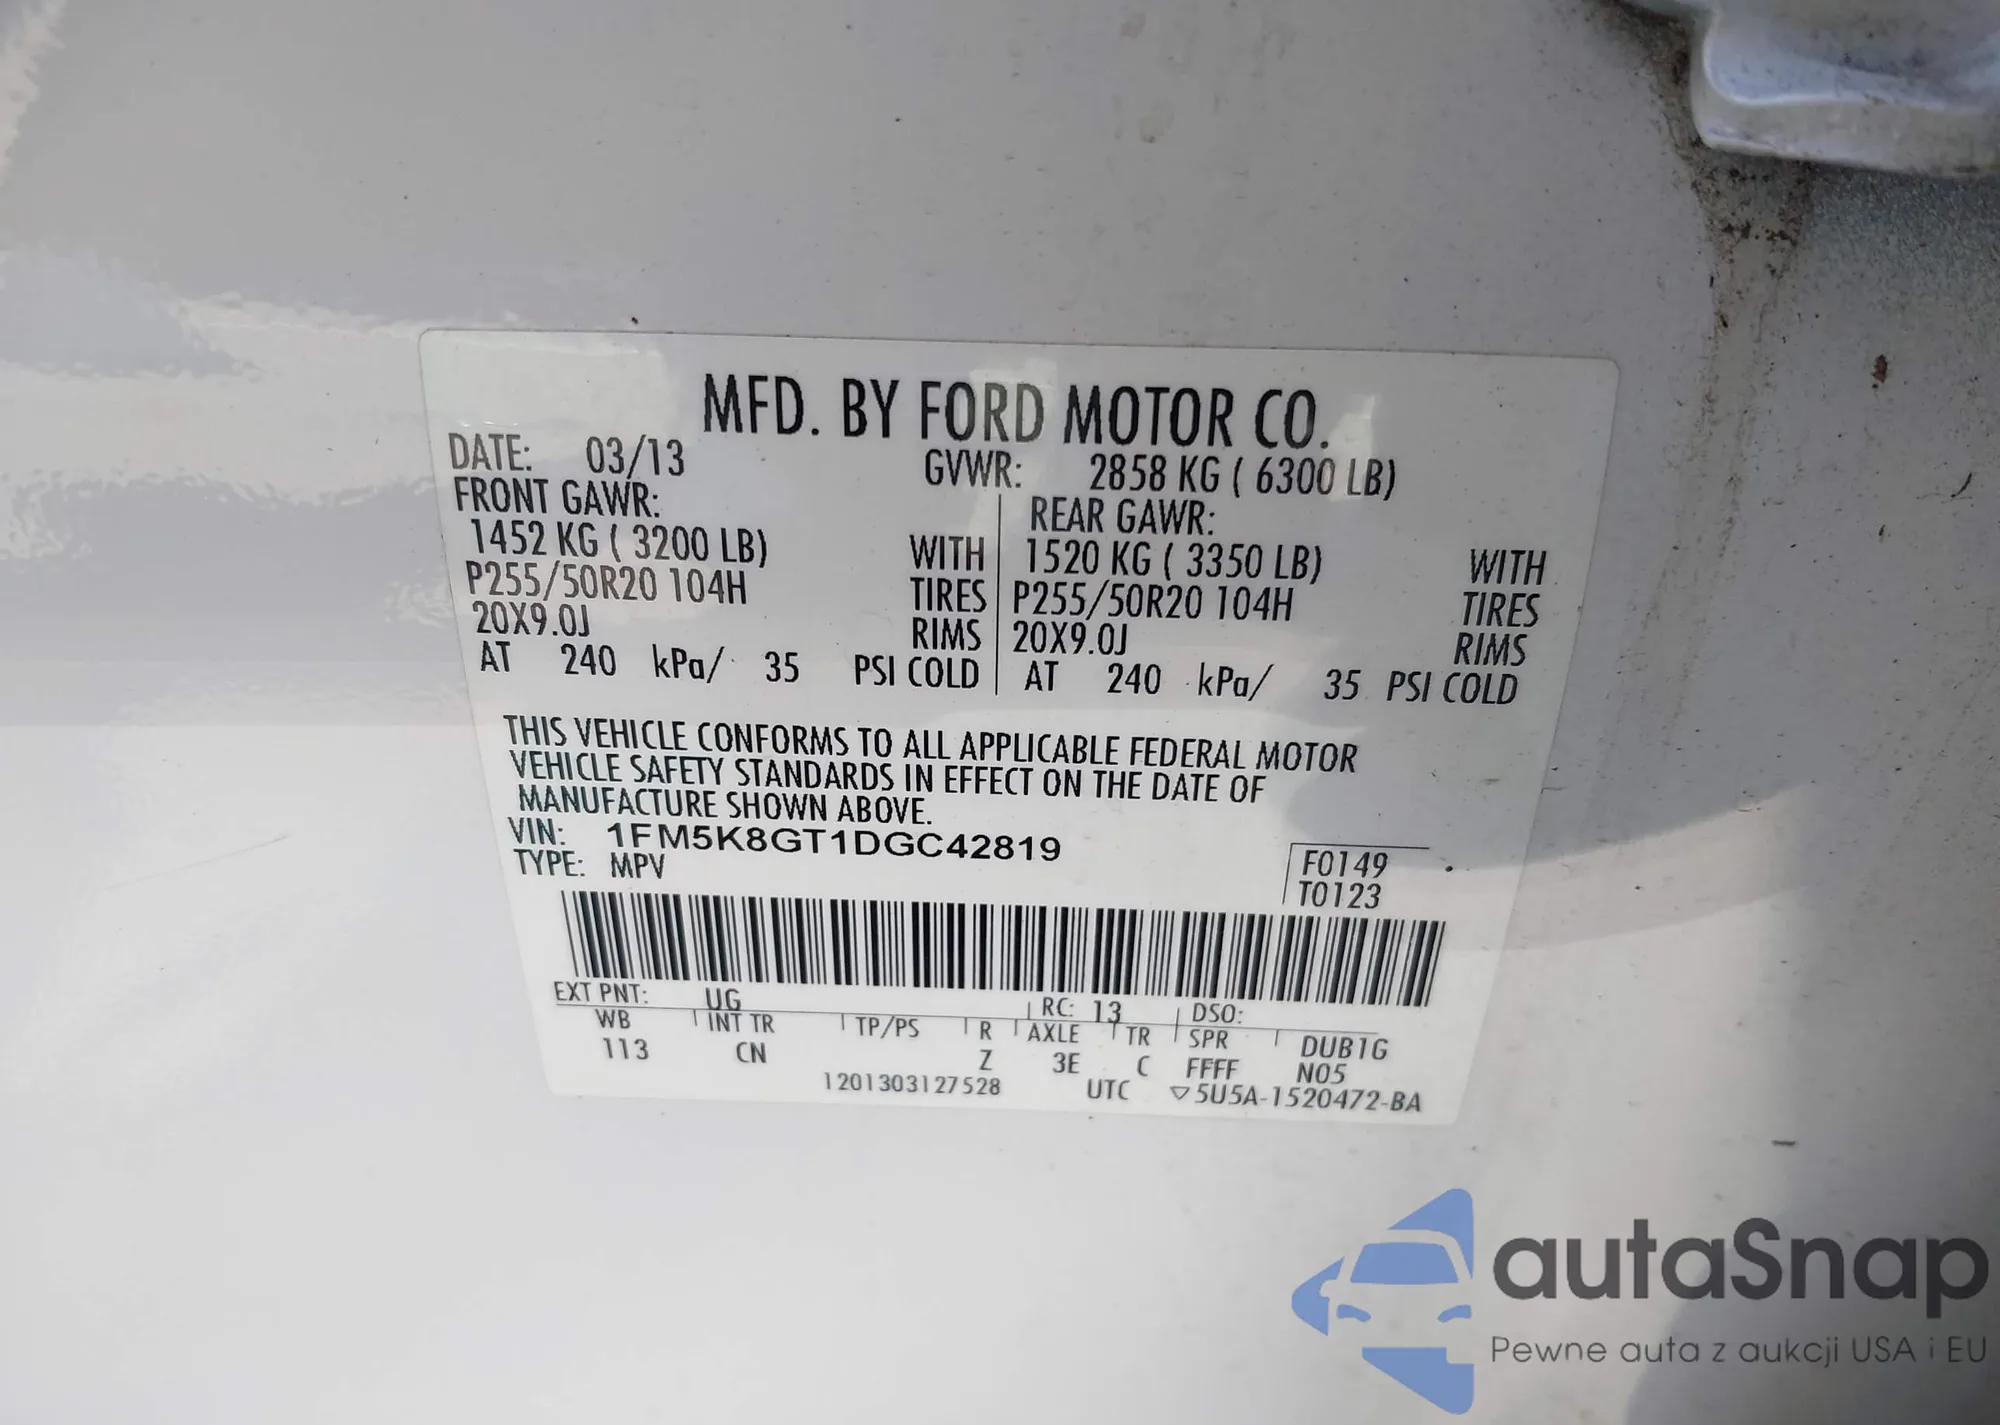 MFD. BY FORD MOTOR CO.
DATE: 03/13 GVWR: 2858 KG ( 6300 LB)
FRONT GAWR: REAR GAWR:
1452 KG ( 3200 LB) WITH 1520 KG ( 3350 LB) WITH
P255/50R20 104H TIRES P255/50R20 104H TIRES
20X9.0J RIMS 20X9.0J RIMS
AT 240 kPa/ 35 PSI COLD AT 240 kPa/ 35 PSI COLD
THIS VEHICLE CONFORMS TO ALL APPLICABLE FEDERAL MOTOR
VEHICLE SAFETY STANDARDS IN EFFECT ON THE DATE OF
MANUFACTURE SHOWN ABOVE.
VIN: 1FM5K8GT1DGC42819
TYPE: MPV F0149
T0123
EXT PNT: UG RC: 13 DSO:
WB INT TR TP/PS R AXLE TR SPR DUB1G
113 CN Z 3E C FFFF N05
1201303127528 UTC ▽5U5A-1520472-BA
autaSnap
Pewne auta z aukcji USA i EU